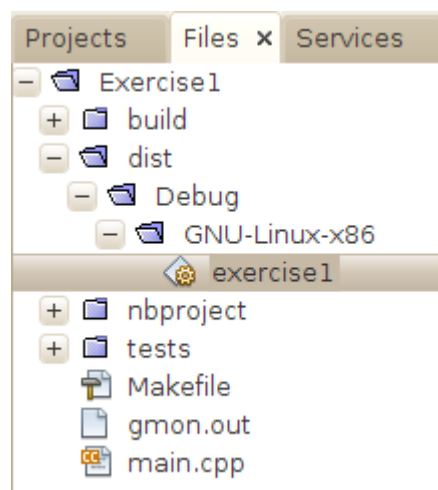 Projects Files × Services
Exercise1
build
dist
Debug
GNU-Linux-x86
exercise1
nbproject
tests
Makefile
gmon.out
main.cpp